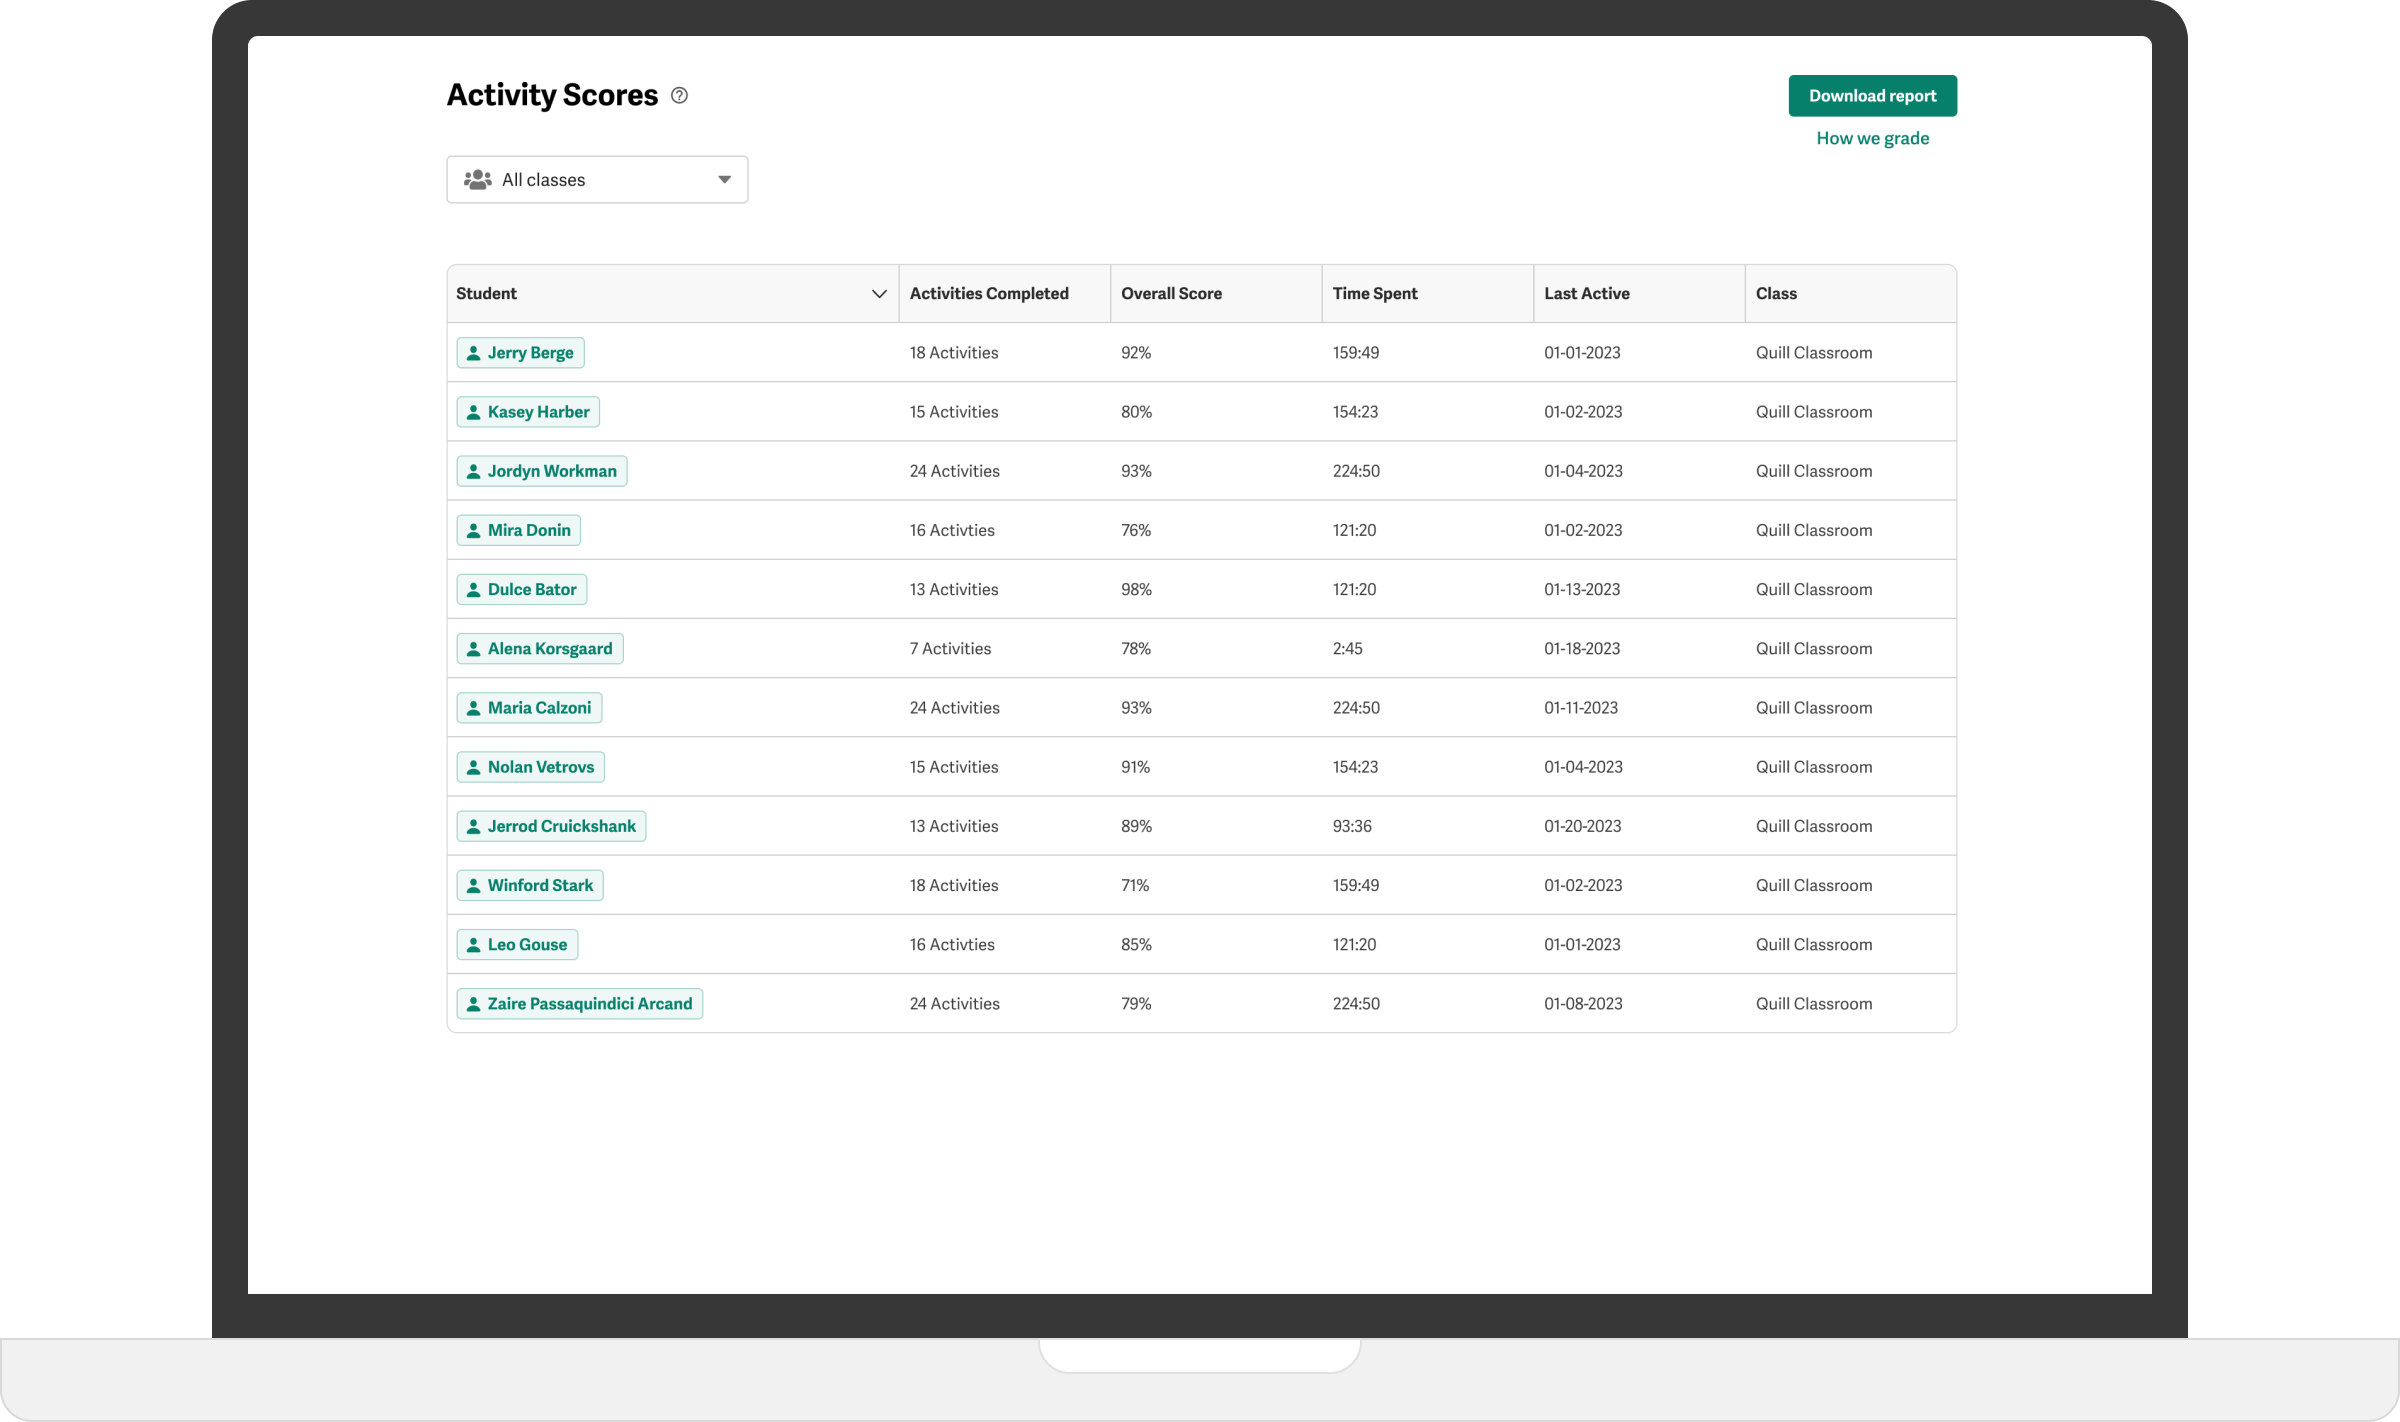 Activity Scores
Download report
How we grade
All classes
Student Activities Completed Overall Score Time Spent Last Active Class
Jerry Berge 18 Activities 92% 159:49 01-01-2023 Quill Classroom
Kasey Harber 15 Activities 80% 154:23 01-02-2023 Quill Classroom
Jordyn Workman 24 Activities 93% 224:50 01-04-2023 Quill Classroom
Mira Donin 16 Activties 76% 121:20 01-02-2023 Quill Classroom
Dulce Bator 13 Activities 98% 121:20 01-13-2023 Quill Classroom
Alena Korsgaard 7 Activities 78% 2:45 01-18-2023 Quill Classroom
Maria Calzoni 24 Activities 93% 224:50 01-11-2023 Quill Classroom
Nolan Vetrovs 15 Activities 91% 154:23 01-04-2023 Quill Classroom
Jerrod Cruickshank 13 Activities 89% 93:36 01-20-2023 Quill Classroom
Winford Stark 18 Activities 71% 159:49 01-02-2023 Quill Classroom
Leo Gouse 16 Activties 85% 121:20 01-01-2023 Quill Classroom
Zaire Passaquindici Arcand 24 Activities 79% 224:50 01-08-2023 Quill Classroom